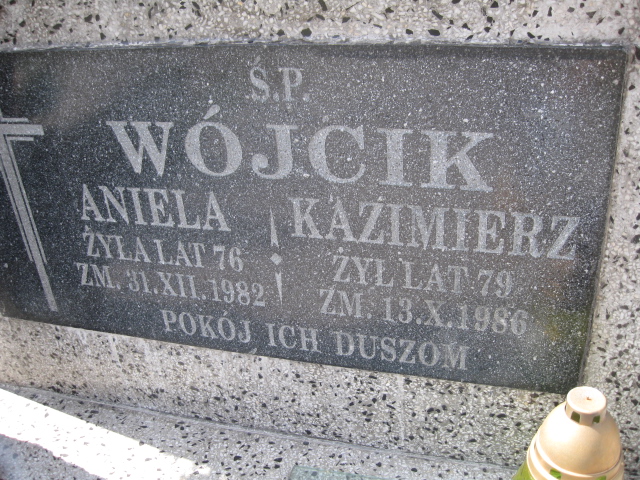 Ś.P.
WÓJCIK
ANIELA
ŻYŁA LAT 76
ZM. 31.XII.1982
KAZIMIERZ
ŻYŁ LAT 79
ZM. 13.X.1986
POKÓJ ICH DUSZOM